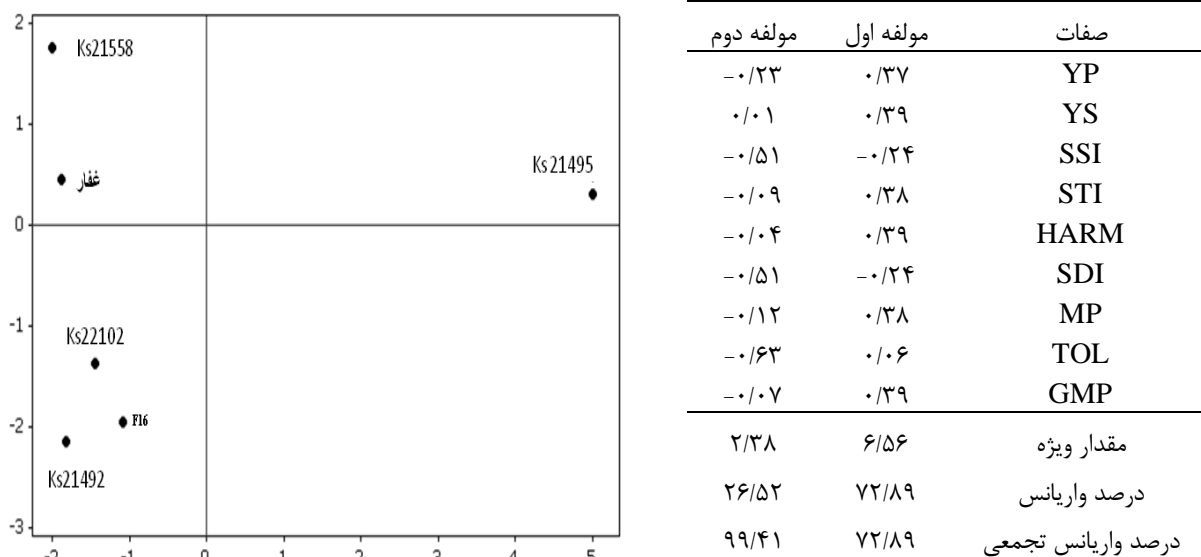 2
Ks21558
1
Ks21495
غفار
0
-1
Ks22102
-2
F16
Ks21492
-3
-2 -1 0 1 2 3 4 5
صفات مولفه اول مولفه دوم
YP ۰/۳۷ -۰/۲۳
YS ۰/۳۹ ۰/۰۱
SSI -۰/۲۴ -۰/۵۱
STI ۰/۳۸ -۰/۰۹
HARM ۰/۳۹ -۰/۰۴
SDI -۰/۲۴ -۰/۵۱
MP ۰/۳۸ -۰/۱۲
TOL ۰/۰۶ -۰/۶۳
GMP ۰/۳۹ -۰/۰۷
مقدار ویژه ۶/۵۶ ۲/۳۸
درصد واریانس ۷۲/۸۹ ۲۶/۵۲
درصد واریانس تجمعی ۷۲/۸۹ ۹۹/۴۱